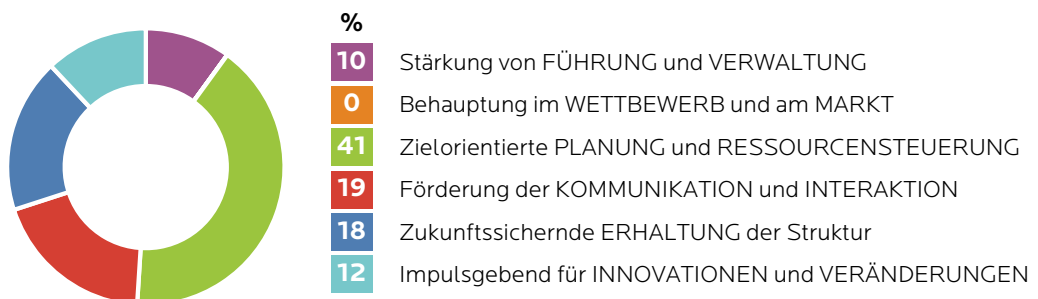 %
10 Stärkung von FÜHRUNG und VERWALTUNG
0 Behauptung im WETTBEWERB und am MARKT
41 Zielorientierte PLANUNG und RESSOURCENSTEUERUNG
19 Förderung der KOMMUNIKATION und INTERAKTION
18 Zukunftssichernde ERHALTUNG der Struktur
12 Impulsgebend für INNOVATIONEN und VERÄNDERUNGEN